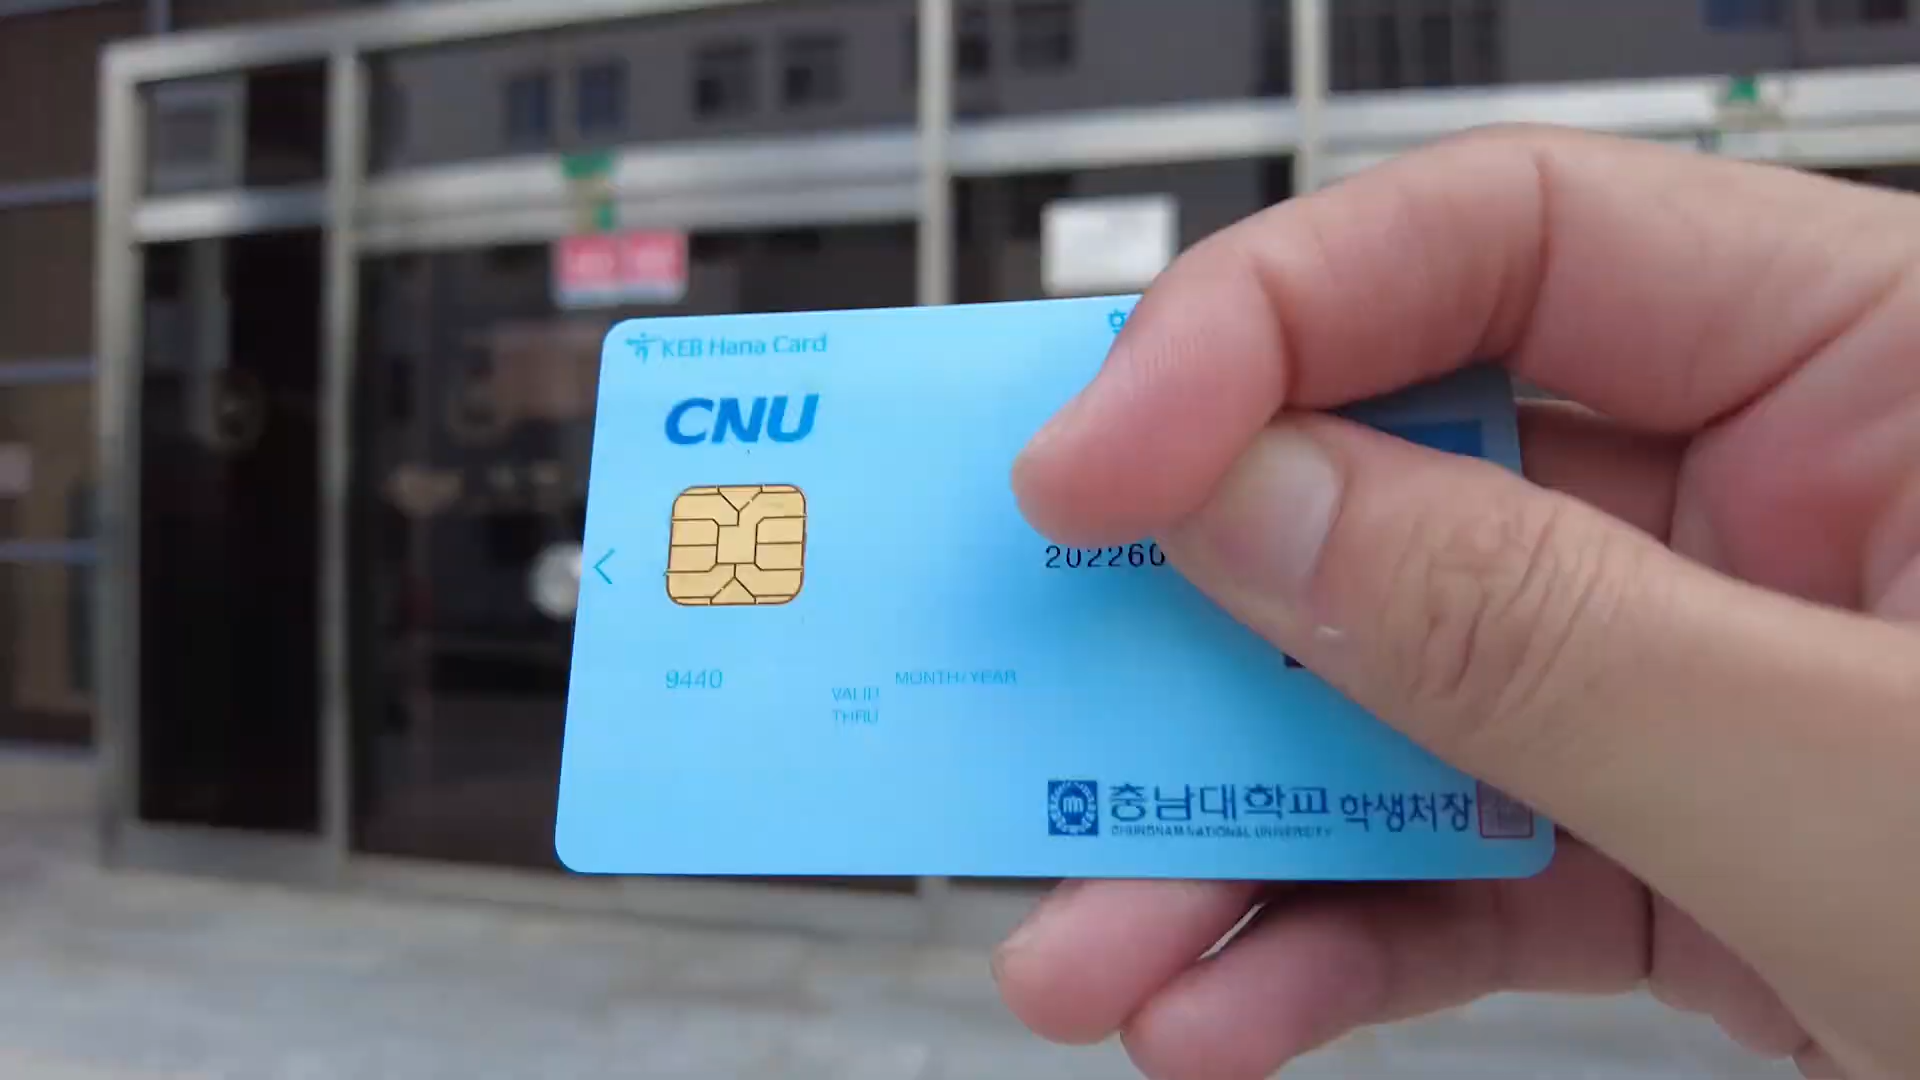 KEB Hana Card
CNU
202260
9440
MONTH/YEAR
VALID
THRU
충남대학교 학생처장
CHUNGNAM NATIONAL UNIVERSITY